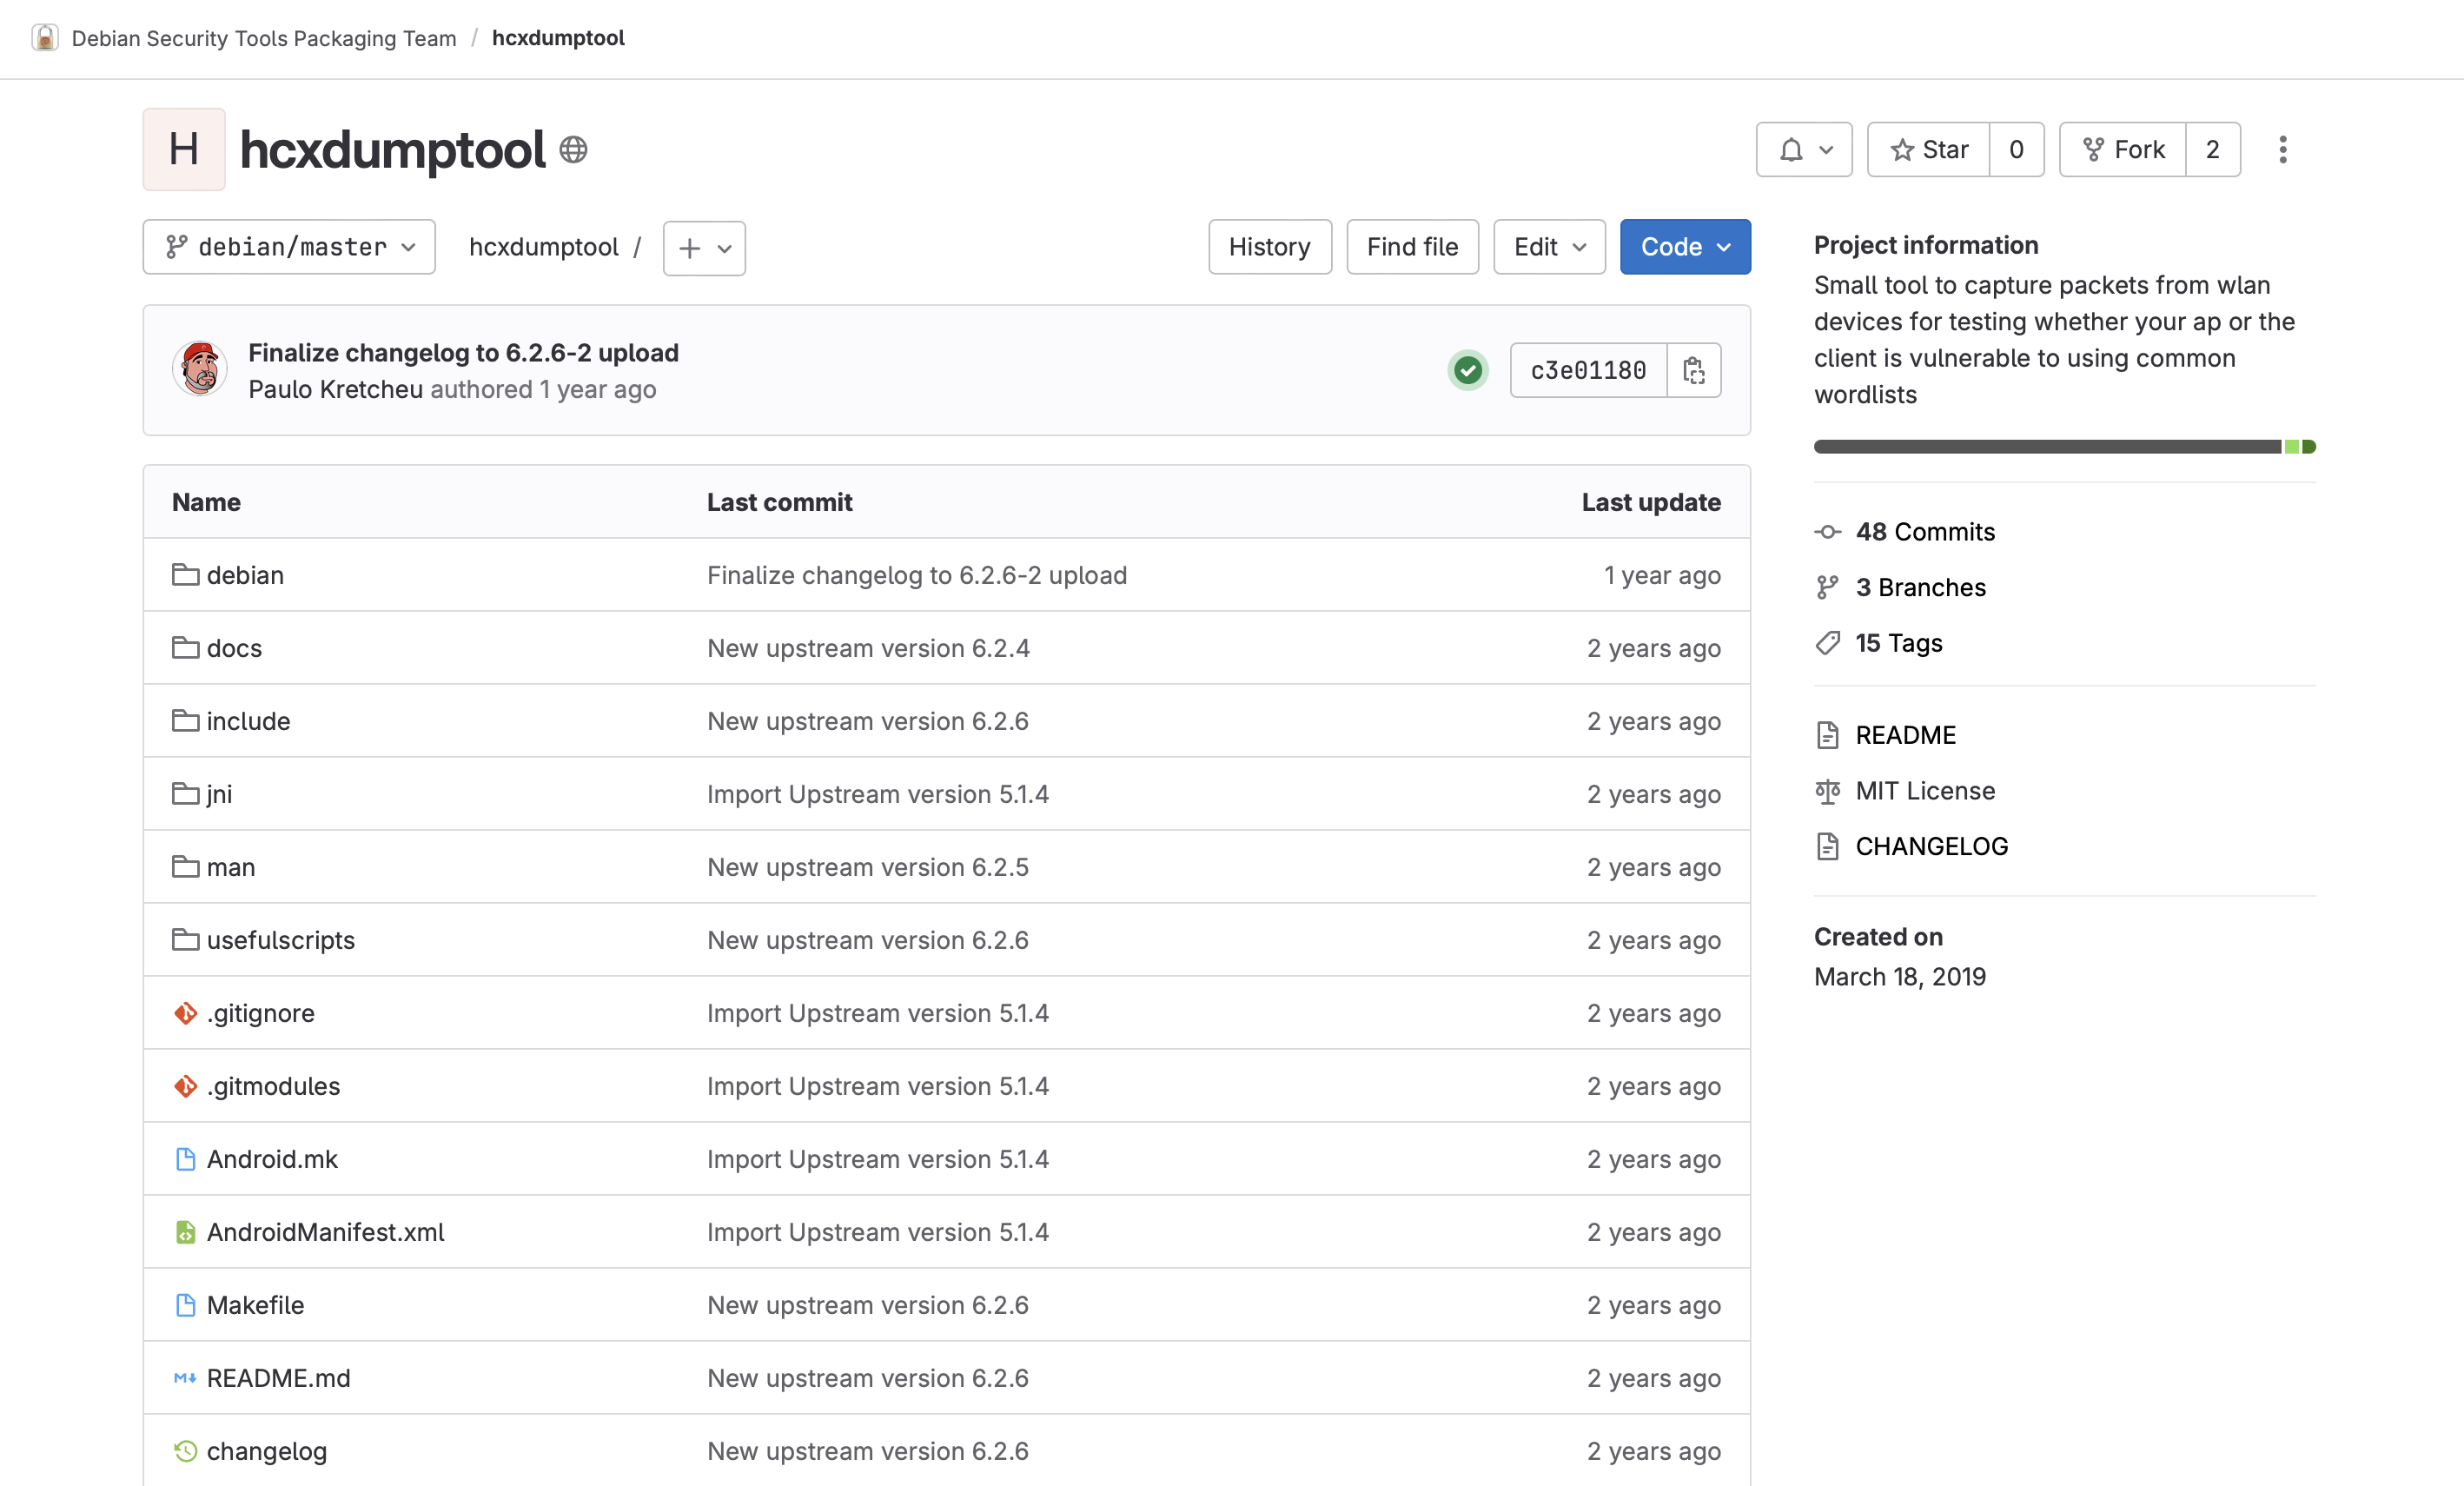 Debian Security Tools Packaging Team / hcxdumptool
H hcxdumptool
Star 0 Fork 2
debian/master hcxdumptool / + History Find file Edit Code
Finalize changelog to 6.2.6-2 upload
Paulo Kretcheu authored 1 year ago
c3e01180
Name Last commit Last update
debian Finalize changelog to 6.2.6-2 upload 1 year ago
docs New upstream version 6.2.4 2 years ago
include New upstream version 6.2.6 2 years ago
jni Import Upstream version 5.1.4 2 years ago
man New upstream version 6.2.5 2 years ago
usefulscripts New upstream version 6.2.6 2 years ago
.gitignore Import Upstream version 5.1.4 2 years ago
.gitmodules Import Upstream version 5.1.4 2 years ago
Android.mk Import Upstream version 5.1.4 2 years ago
AndroidManifest.xml Import Upstream version 5.1.4 2 years ago
Makefile New upstream version 6.2.6 2 years ago
README.md New upstream version 6.2.6 2 years ago
changelog New upstream version 6.2.6 2 years ago
Project information
Small tool to capture packets from wlan
devices for testing whether your ap or the
client is vulnerable to using common
wordlists
48 Commits
3 Branches
15 Tags
README
MIT License
CHANGELOG
Created on
March 18, 2019